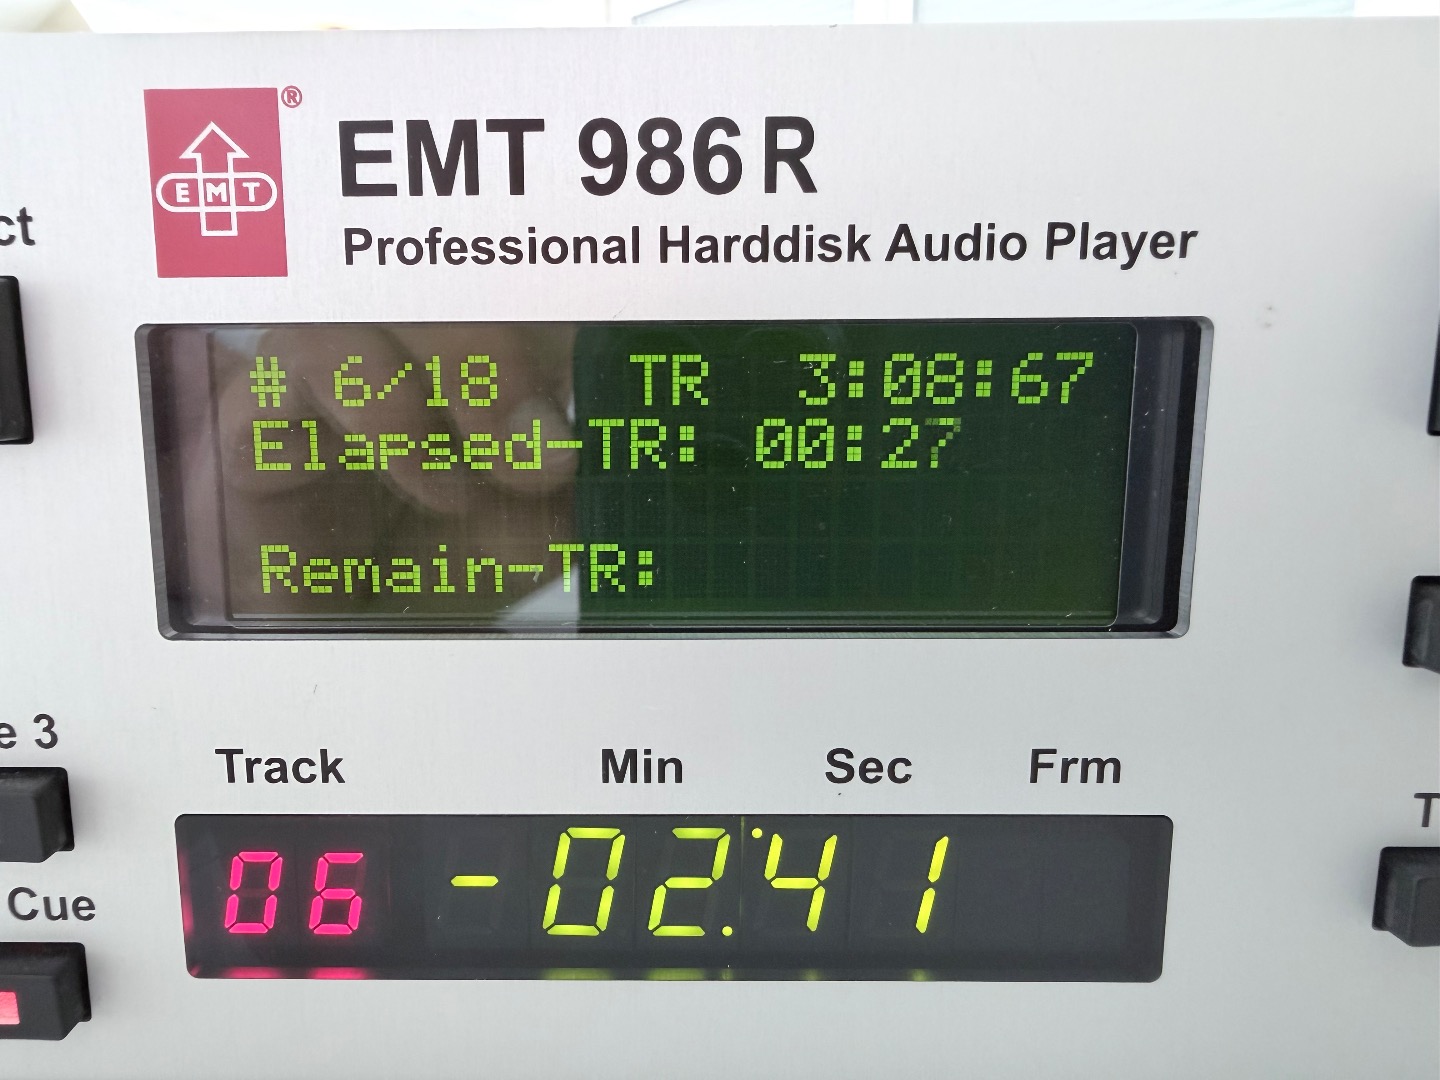 ct
EMT
®
EMT 986R
Professional Harddisk Audio Player
# 6/18 TR 3:08:67
Elapsed-TR: 00:27
Remain-TR:
e 3
Track Min Sec Frm
T
06 -02:41
Cue